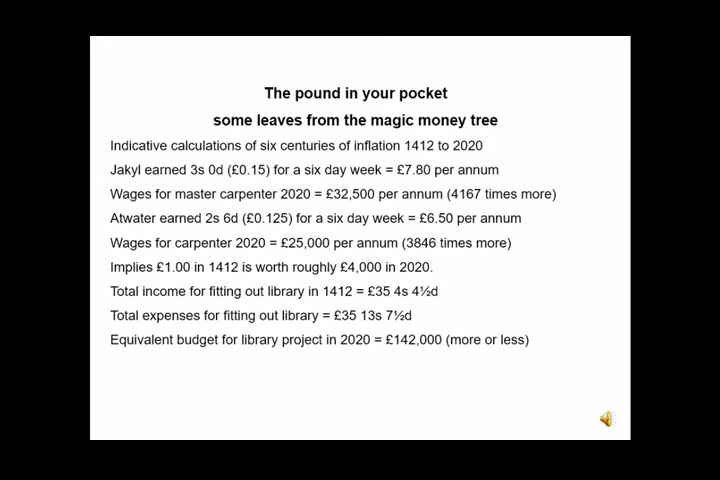 The pound in your pocket
some leaves from the magic money tree
Indicative calculations of six centuries of inflation 1412 to 2020
Jakyl earned 3s 0d (£0.15) for a six day week = £7.80 per annum
Wages for master carpenter 2020 = £32,500 per annum (4167 times more)
Atwater earned 2s 6d (£0.125) for a six day week = £6.50 per annum
Wages for carpenter 2020 = £25,000 per annum (3846 times more)
Implies £1.00 in 1412 is worth roughly £4,000 in 2020.
Total income for fitting out library in 1412 = £35 4s 4½d
Total expenses for fitting out library = £35 13s 7½d
Equivalent budget for library project in 2020 = £142,000 (more or less)